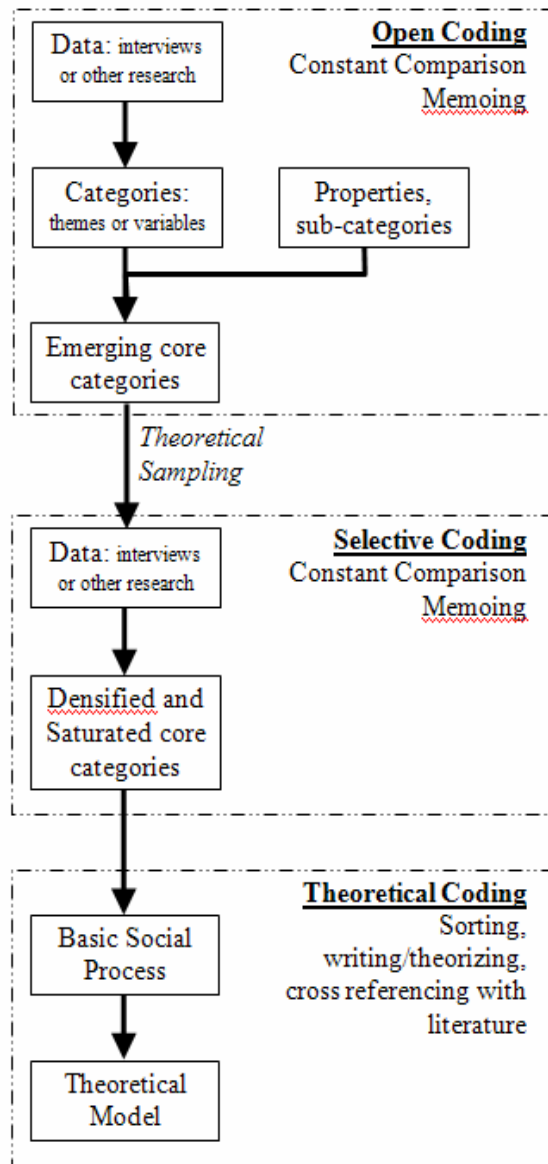 Data: interviews
or other research
Open Coding
Constant Comparison
Memoing
Categories:
themes or variables
Properties,
sub-categories
Emerging core
categories
Theoretical
Sampling
Data: interviews
or other research
Selective Coding
Constant Comparison
Memoing
Densified and
Saturated core
categories
Theoretical Coding
Sorting,
writing/theorizing,
cross referencing with
literature
Basic Social
Process
Theoretical
Model